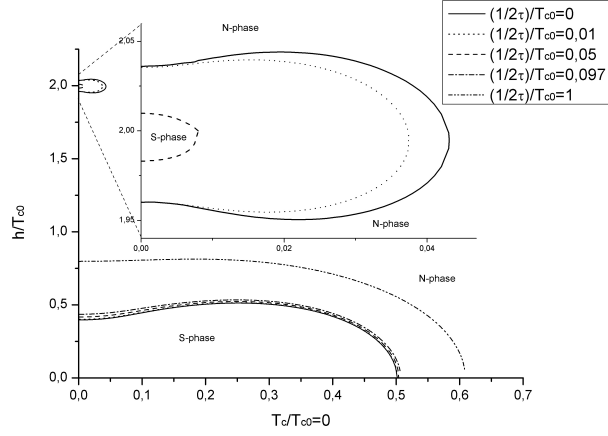 (1/2τ)/Tc0=0
(1/2τ)/Tc0=0,01
(1/2τ)/Tc0=0,05
(1/2τ)/Tc0=0,097
(1/2τ)/Tc0=1
N-phase
2,05
2,00
1,95
S-phase
N-phase
0,00
0,02
0,04
2,0
1,5
1,0
0,5
0,0
h/Tc0
N-phase
S-phase
0,0
0,1
0,2
0,3
0,4
0,5
0,6
0,7
Tc/Tc0=0